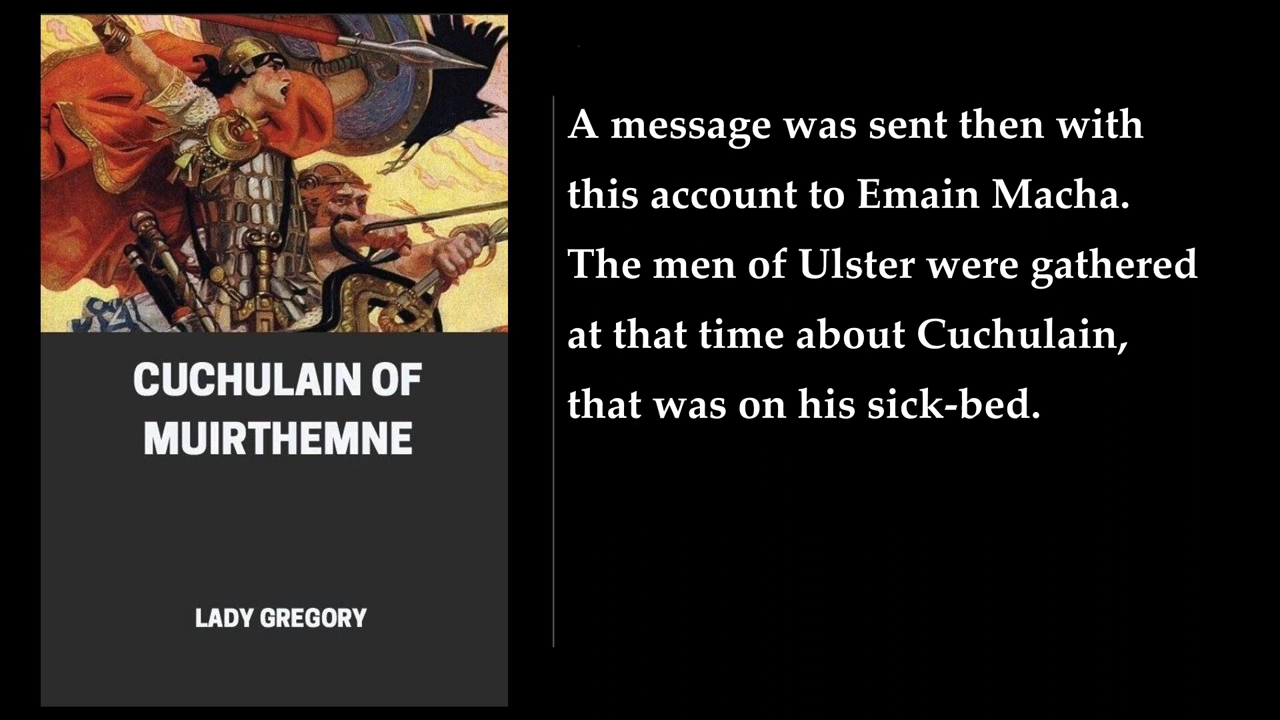 CUCHULAIN OF
MUIRTHEMNE
LADY GREGORY
A message was sent then with
this account to Emain Macha.
The men of Ulster were gathered
at that time about Cuchulain,
that was on his sick-bed.